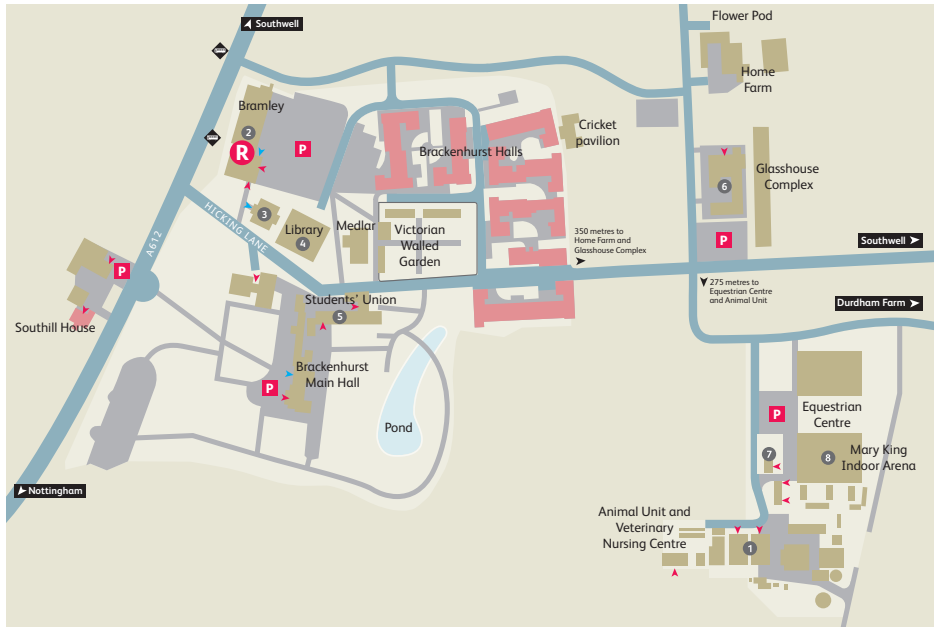 Southwell
Flower Pod
Home
Farm
Bramley
2
R
P
Brackenhurst Halls
Cricket
pavilion
6
Glasshouse
Complex
3
Library
4
Medlar
Victorian
Walled
Garden
HICKING LANE
A612
350 metres to
Home Farm and
Glasshouse Complex
P
Southwell
P
275 metres to
Equestrian Centre
and Animal Unit
Durdham Farm
Students' Union
5
Southill House
Brackenhurst
Main Hall
P
Pond
P
Equestrian
Centre
7
8
Mary King
Indoor Arena
Nottingham
Animal Unit and
Veterinary
Nursing Centre
1